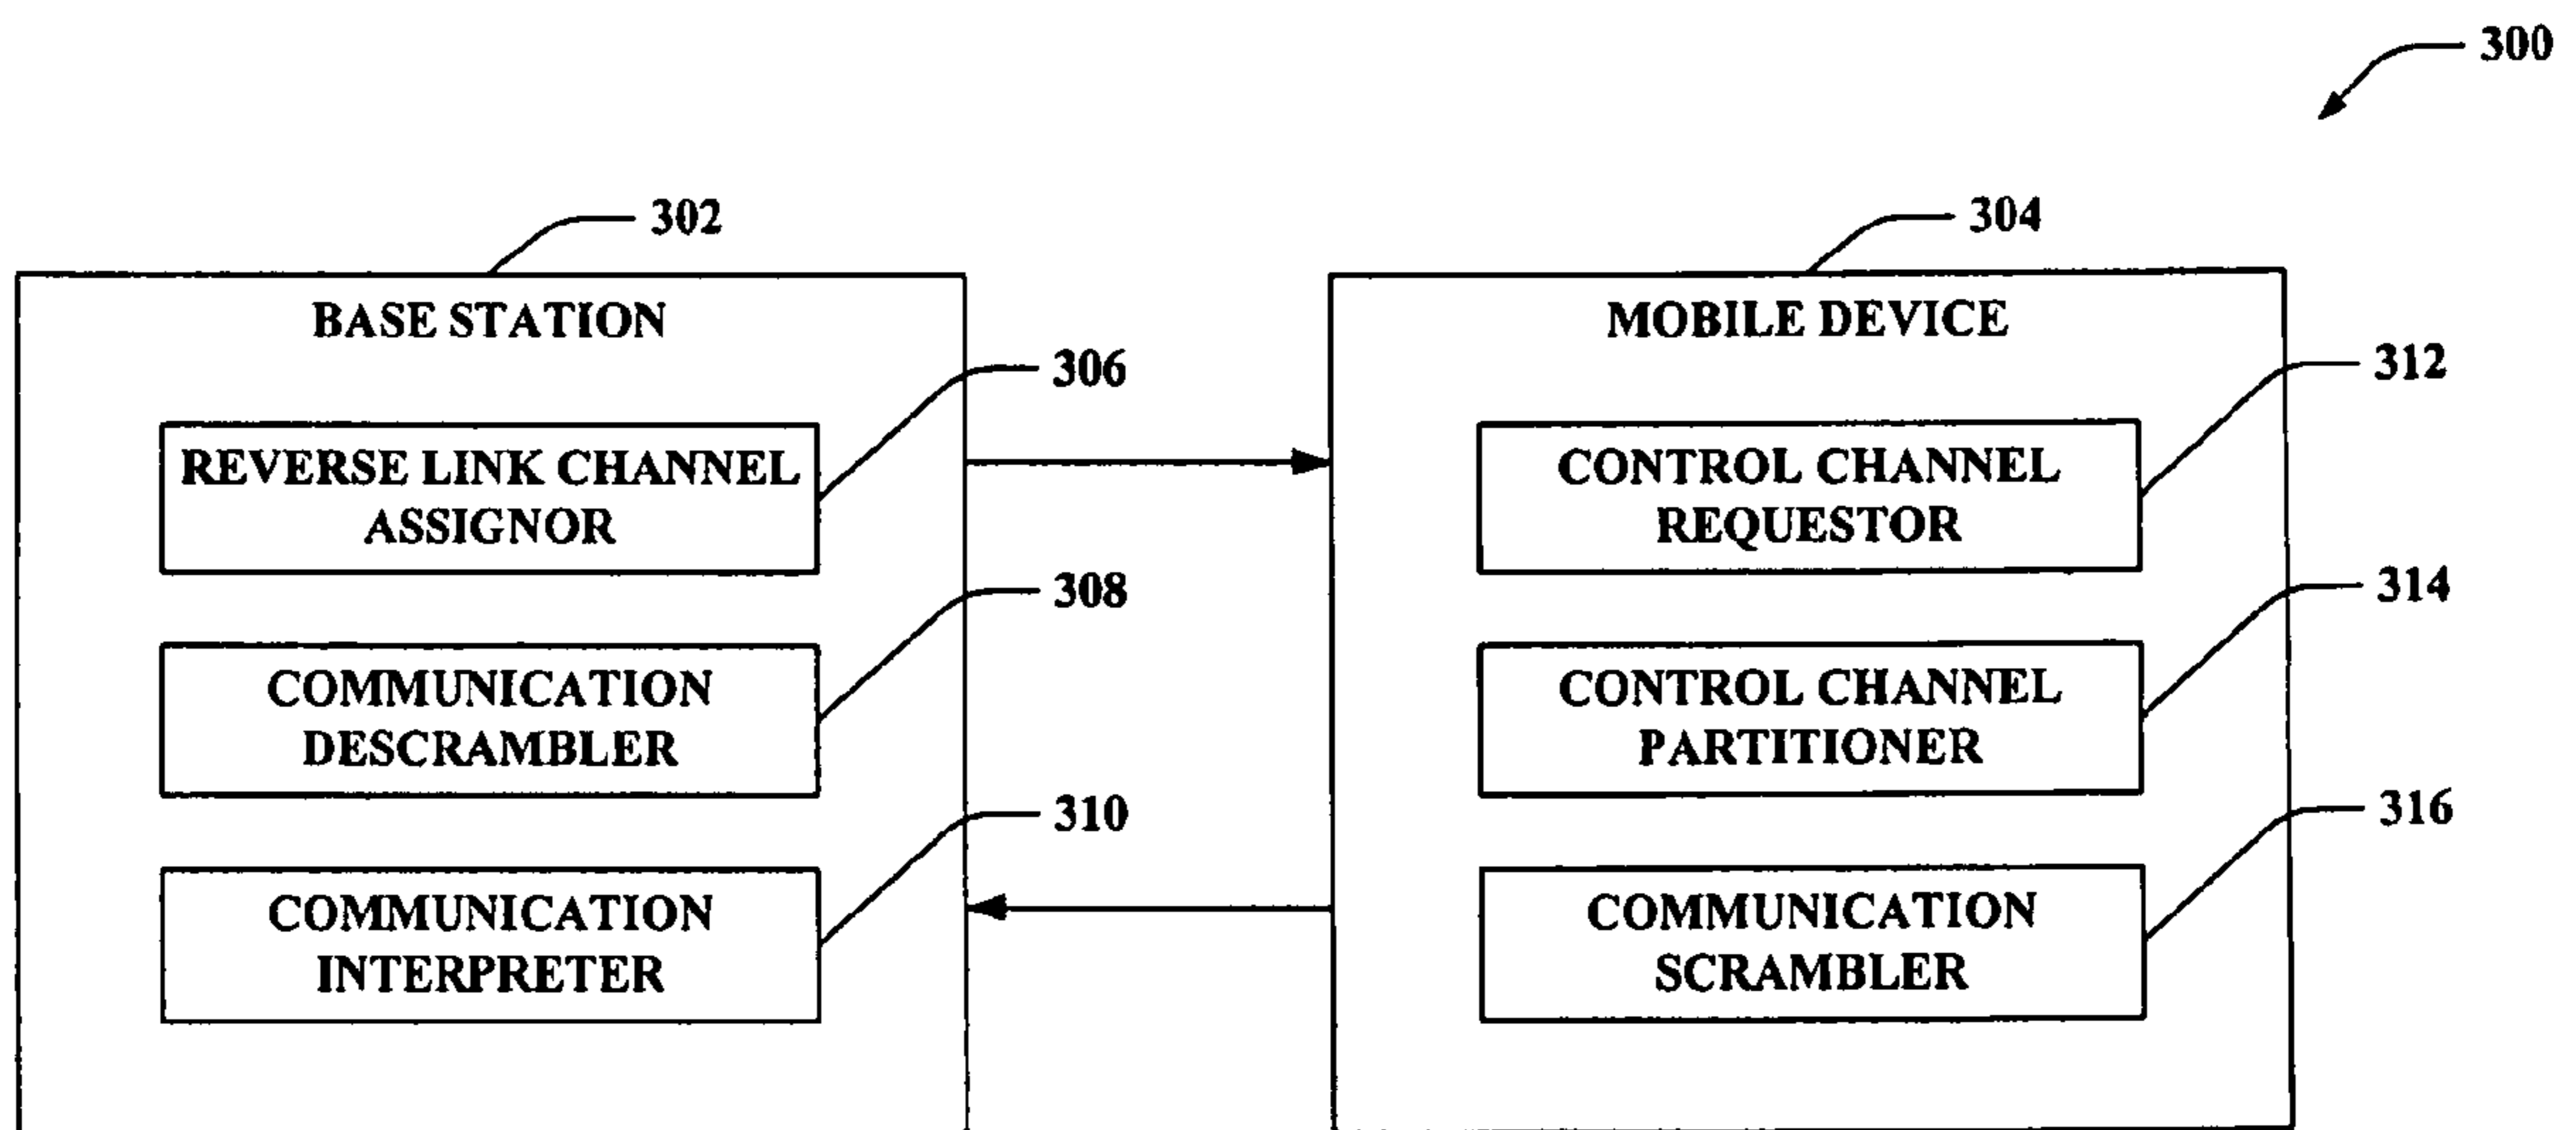 300
302
304
BASE STATION
MOBILE DEVICE
306
312
REVERSE LINK CHANNEL
ASSIGNOR
CONTROL CHANNEL
REQUESTOR
308
314
COMMUNICATION
DESCRAMBLER
CONTROL CHANNEL
PARTITIONER
310
316
COMMUNICATION
INTERPRETER
COMMUNICATION
SCRAMBLER